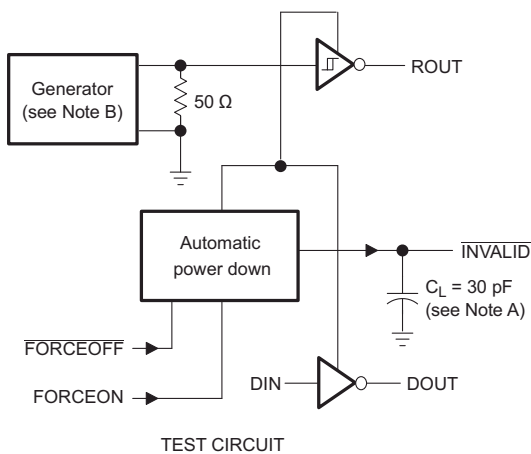 Generator
(see Note B)
50 Ω
ROUT
Automatic
power down
INVALID
C_L = 30 pF
(see Note A)
FORCEOFF
FORCEON
DIN
DOUT
TEST CIRCUIT